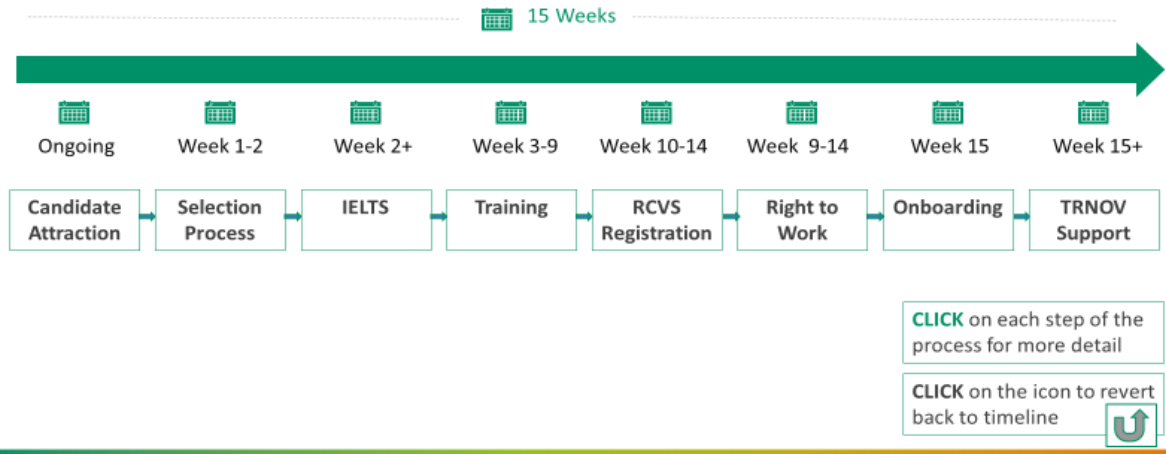 15 Weeks
Ongoing
Week 1-2
Week 2+
Week 3-9
Week 10-14
Week 9-14
Week 15
Week 15+
Candidate
Attraction
Selection
Process
IELTS
Training
RCVS
Registration
Right to
Work
Onboarding
TRNOV
Support
CLICK on each step of the
process for more detail
CLICK on the icon to revert
back to timeline